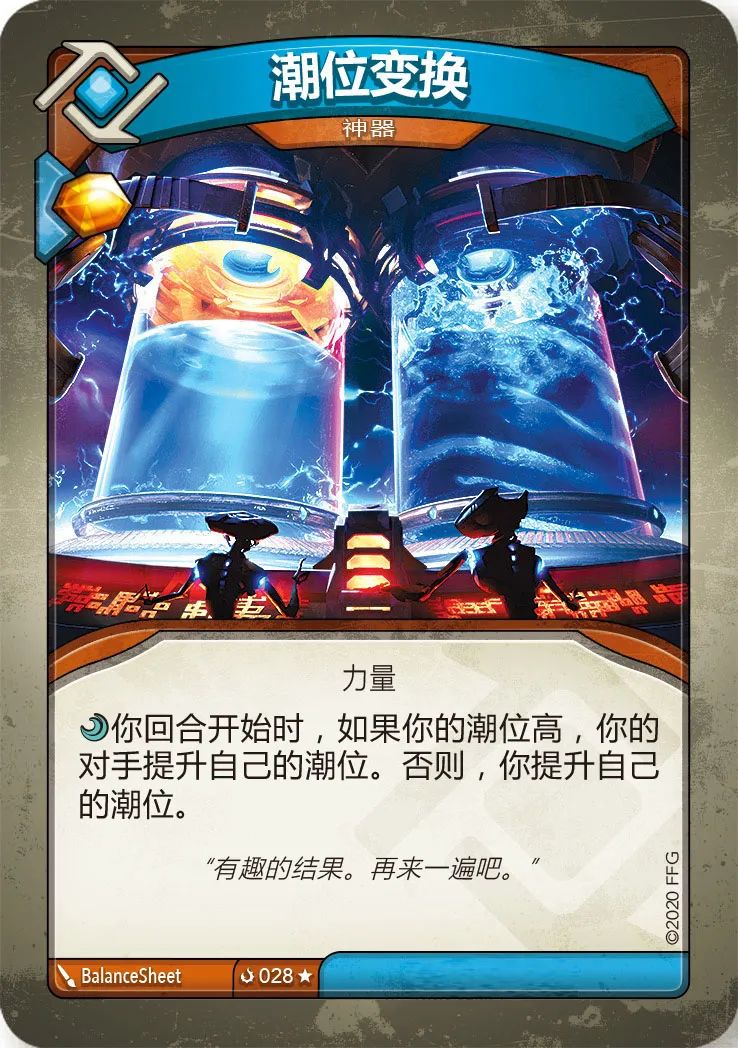 潮位变换
神器
力量
你回合开始时，如果你的潮位高，你的
对手提升自己的潮位。否则，你提升自己
的潮位。
“有趣的结果。再来一遍吧。”
©2020 FFG
BalanceSheet
028